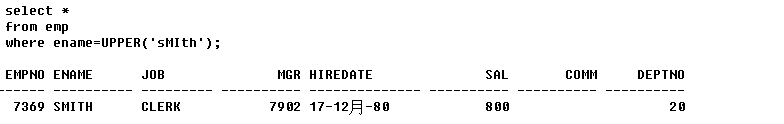 select *
from emp
where ename=UPPER('sMIth');
EMPNO ENAME JOB MGR HIREDATE SAL COMM DEPTNO
------ ---------- --------- ---------- -------------- ---------- ---------- ----------
7369 SMITH CLERK 7902 17-12月-80 800 20